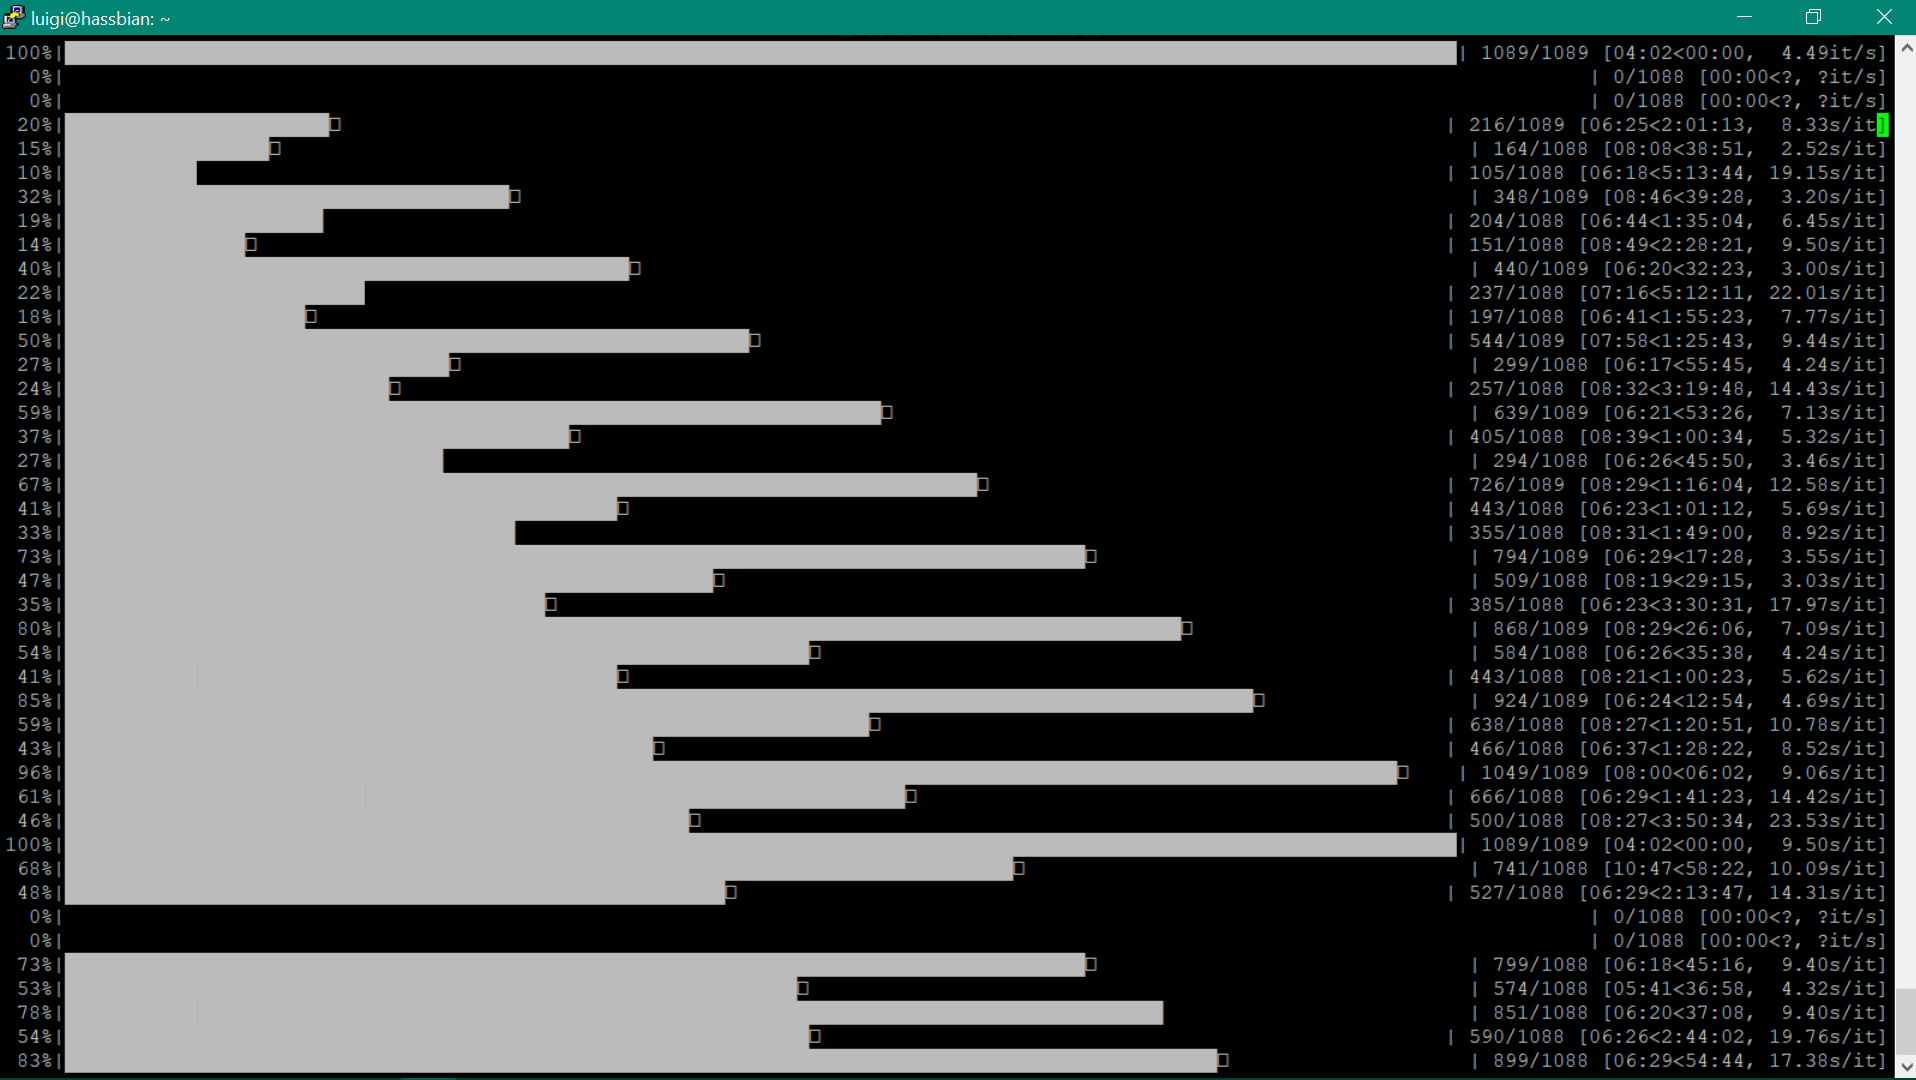 luigi@hassbian: ~
100%| | 1089/1089 [04:02<00:00,  4.49it/s]
0%| | 0/1088 [00:00<?, ?it/s]
0%| | 0/1088 [00:00<?, ?it/s]
20%| | 216/1089 [06:25<2:01:13,  8.33s/it]
15%| | 164/1088 [08:08<38:51,  2.52s/it]
10%| | 105/1088 [06:18<5:13:44, 19.15s/it]
32%| | 348/1089 [08:46<39:28,  3.20s/it]
19%| | 204/1088 [06:44<1:35:04,  6.45s/it]
14%| | 151/1088 [08:49<2:28:21,  9.50s/it]
40%| | 440/1089 [06:20<32:23,  3.00s/it]
22%| | 237/1088 [07:16<5:12:11, 22.01s/it]
18%| | 197/1088 [06:41<1:55:23,  7.77s/it]
50%| | 544/1089 [07:58<1:25:43,  9.44s/it]
27%| | 299/1088 [06:17<55:45,  4.24s/it]
24%| | 257/1088 [08:32<3:19:48, 14.43s/it]
59%| | 639/1089 [06:21<53:26,  7.13s/it]
37%| | 405/1088 [08:39<1:00:34,  5.32s/it]
27%| | 294/1088 [06:26<45:50,  3.46s/it]
67%| | 726/1089 [08:29<1:16:04, 12.58s/it]
41%| | 443/1088 [06:23<1:01:12,  5.69s/it]
33%| | 355/1088 [08:31<1:49:00,  8.92s/it]
73%| | 794/1089 [06:29<17:28,  3.55s/it]
47%| | 509/1088 [08:19<29:15,  3.03s/it]
35%| | 385/1088 [06:23<3:30:31, 17.97s/it]
80%| | 868/1089 [08:29<26:06,  7.09s/it]
54%| | 584/1088 [06:26<35:38,  4.24s/it]
41%| | 443/1088 [08:21<1:00:23,  5.62s/it]
85%| | 924/1089 [06:24<12:54,  4.69s/it]
59%| | 638/1088 [08:27<1:20:51, 10.78s/it]
43%| | 466/1088 [06:37<1:28:22,  8.52s/it]
96%| | 1049/1089 [08:00<06:02,  9.06s/it]
61%| | 666/1088 [06:29<1:41:23, 14.42s/it]
46%| | 500/1088 [08:27<3:50:34, 23.53s/it]
100%| | 1089/1089 [04:02<00:00,  9.50s/it]
68%| | 741/1088 [10:47<58:22, 10.09s/it]
48%| | 527/1088 [06:29<2:13:47, 14.31s/it]
0%| | 0/1088 [00:00<?, ?it/s]
0%| | 0/1088 [00:00<?, ?it/s]
73%| | 799/1088 [06:18<45:16,  9.40s/it]
53%| | 574/1088 [05:41<36:58,  4.32s/it]
78%| | 851/1088 [06:20<37:08,  9.40s/it]
54%| | 590/1088 [06:26<2:44:02, 19.76s/it]
83%| | 899/1088 [06:29<54:44, 17.38s/it]